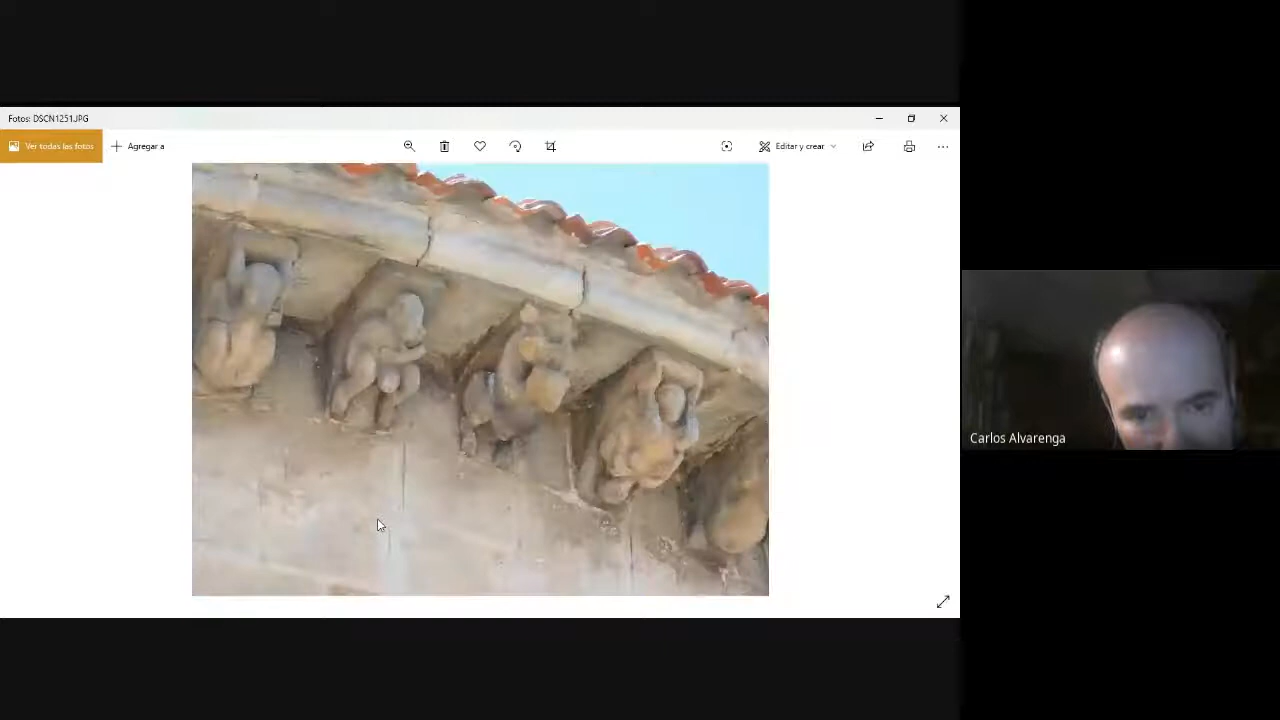 Fotos: DSCN1251.JPG
Ver todas las fotos
Agregar a
Editar y crear
Carlos Alvarenga